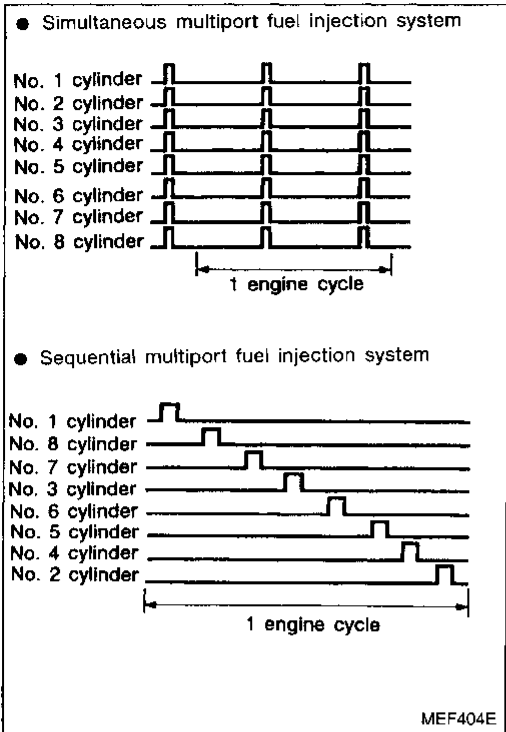 ● Simultaneous multiport fuel injection system
No. 1 cylinder
No. 2 cylinder
No. 3 cylinder
No. 4 cylinder
No. 5 cylinder
No. 6 cylinder
No. 7 cylinder
No. 8 cylinder
1 engine cycle
● Sequential multiport fuel injection system
No. 1 cylinder
No. 8 cylinder
No. 7 cylinder
No. 3 cylinder
No. 6 cylinder
No. 5 cylinder
No. 4 cylinder
No. 2 cylinder
1 engine cycle
MEF404E